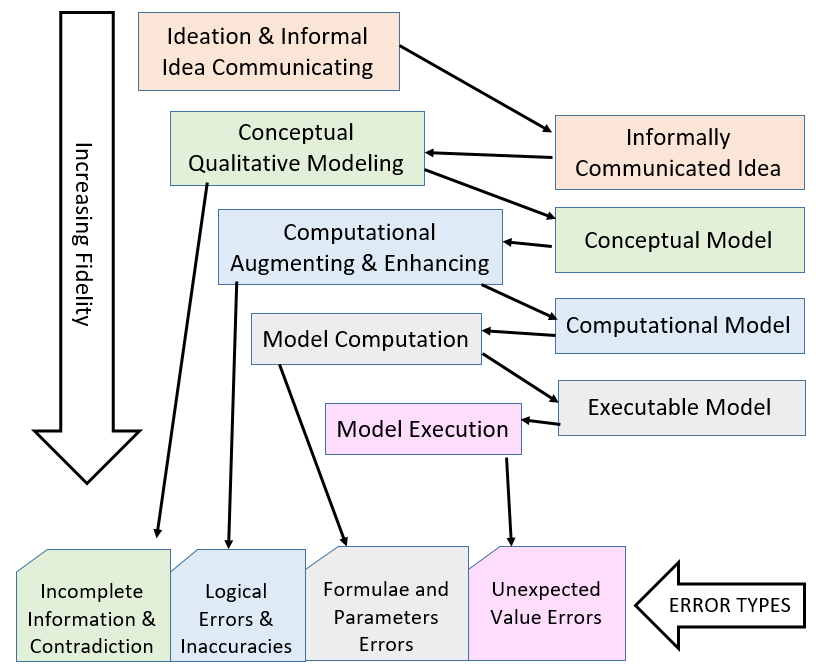 Ideation & Informal
Idea Communicating
Informally
Communicated Idea
Conceptual
Qualitative Modeling
Conceptual Model
Computational
Augmenting & Enhancing
Computational Model
Model Computation
Executable Model
Model Execution
Increasing Fidelity
Incomplete
Information &
Contradiction
Logical
Errors &
Inaccuracies
Formulae and
Parameters
Errors
Unexpected
Value Errors
ERROR TYPES